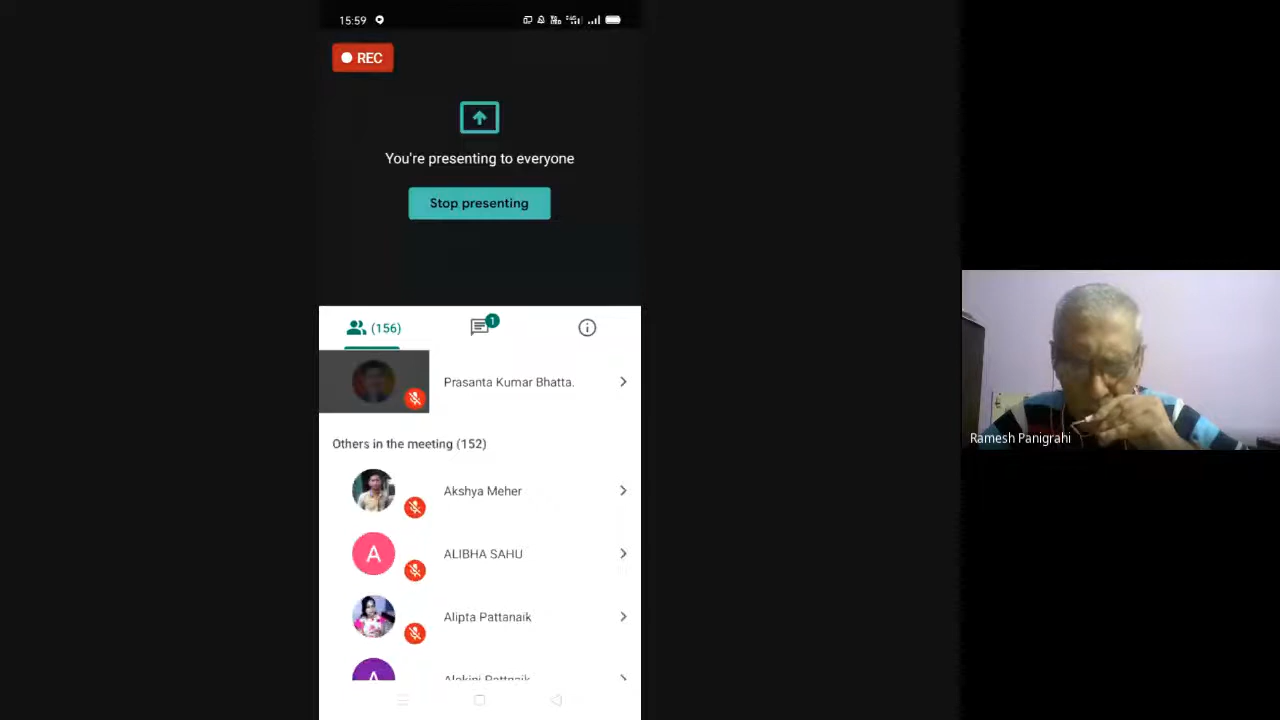 15:59
REC
You're presenting to everyone
Stop presenting
(156)
1
Prasanta Kumar Bhatta.
Others in the meeting (152)
Akshya Meher
A
ALIBHA SAHU
Alipta Pattanaik
A
Ramesh Panigrahi